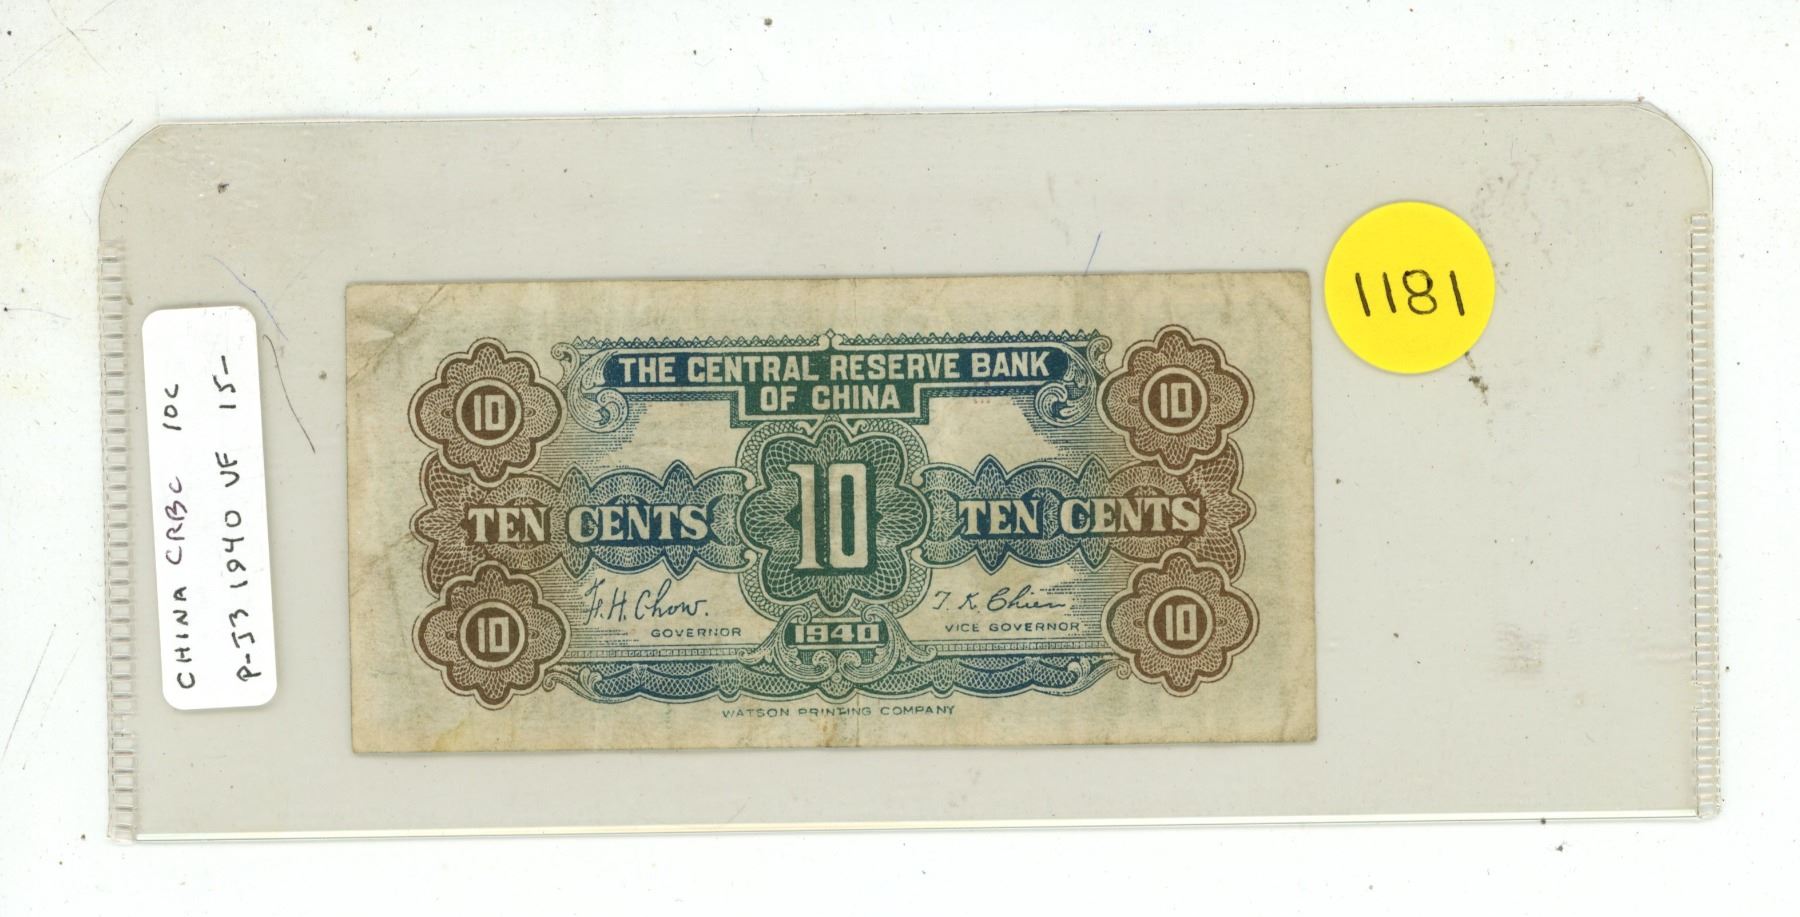 CHINA CRBC 10C
P-J3 1940 VF 15-
THE CENTRAL RESERVE BANK
OF CHINA
10
10
10
TEN CENTS
TEN CENTS
F.H. Chow.
GOVERNOR
T. K. Chien
VICE GOVERNOR
10
1940
10
WATSON PRINTING COMPANY
1181